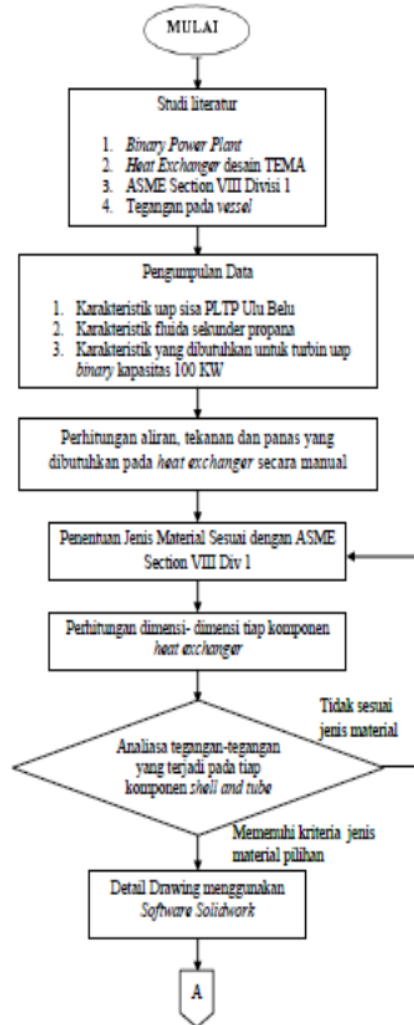 MULAI
Studi literatur
1. Binary Power Plant
2. Heat Exchanger desain TEMA
3. ASME Section VIII Divisi 1
4. Tegangan pada vessel
Pengumpulan Data
1. Karakteristik uap sisa PLTP Ulu Belu
2. Karakteristik fluida sekunder propana
3. Karakteristik yang dibutuhkan untuk turbin uap
binary kapasitas 100 KW
Perhitungan aliran, tekanan dan panas yang
dibutuhkan pada heat exchanger secara manual
Penentuan Jenis Material Sesuai dengan ASME
Section VIII Div 1
Perhitungan dimensi- dimensi tiap komponen
heat exchanger
Tidak sesuai
jenis material
Analiasa tegangan-tegangan
yang terjadi pada tiap
komponen shell and tube
Memenuhi kriteria jenis
material pilihan
Detail Drawing menggunakan
Software Solidwork
A